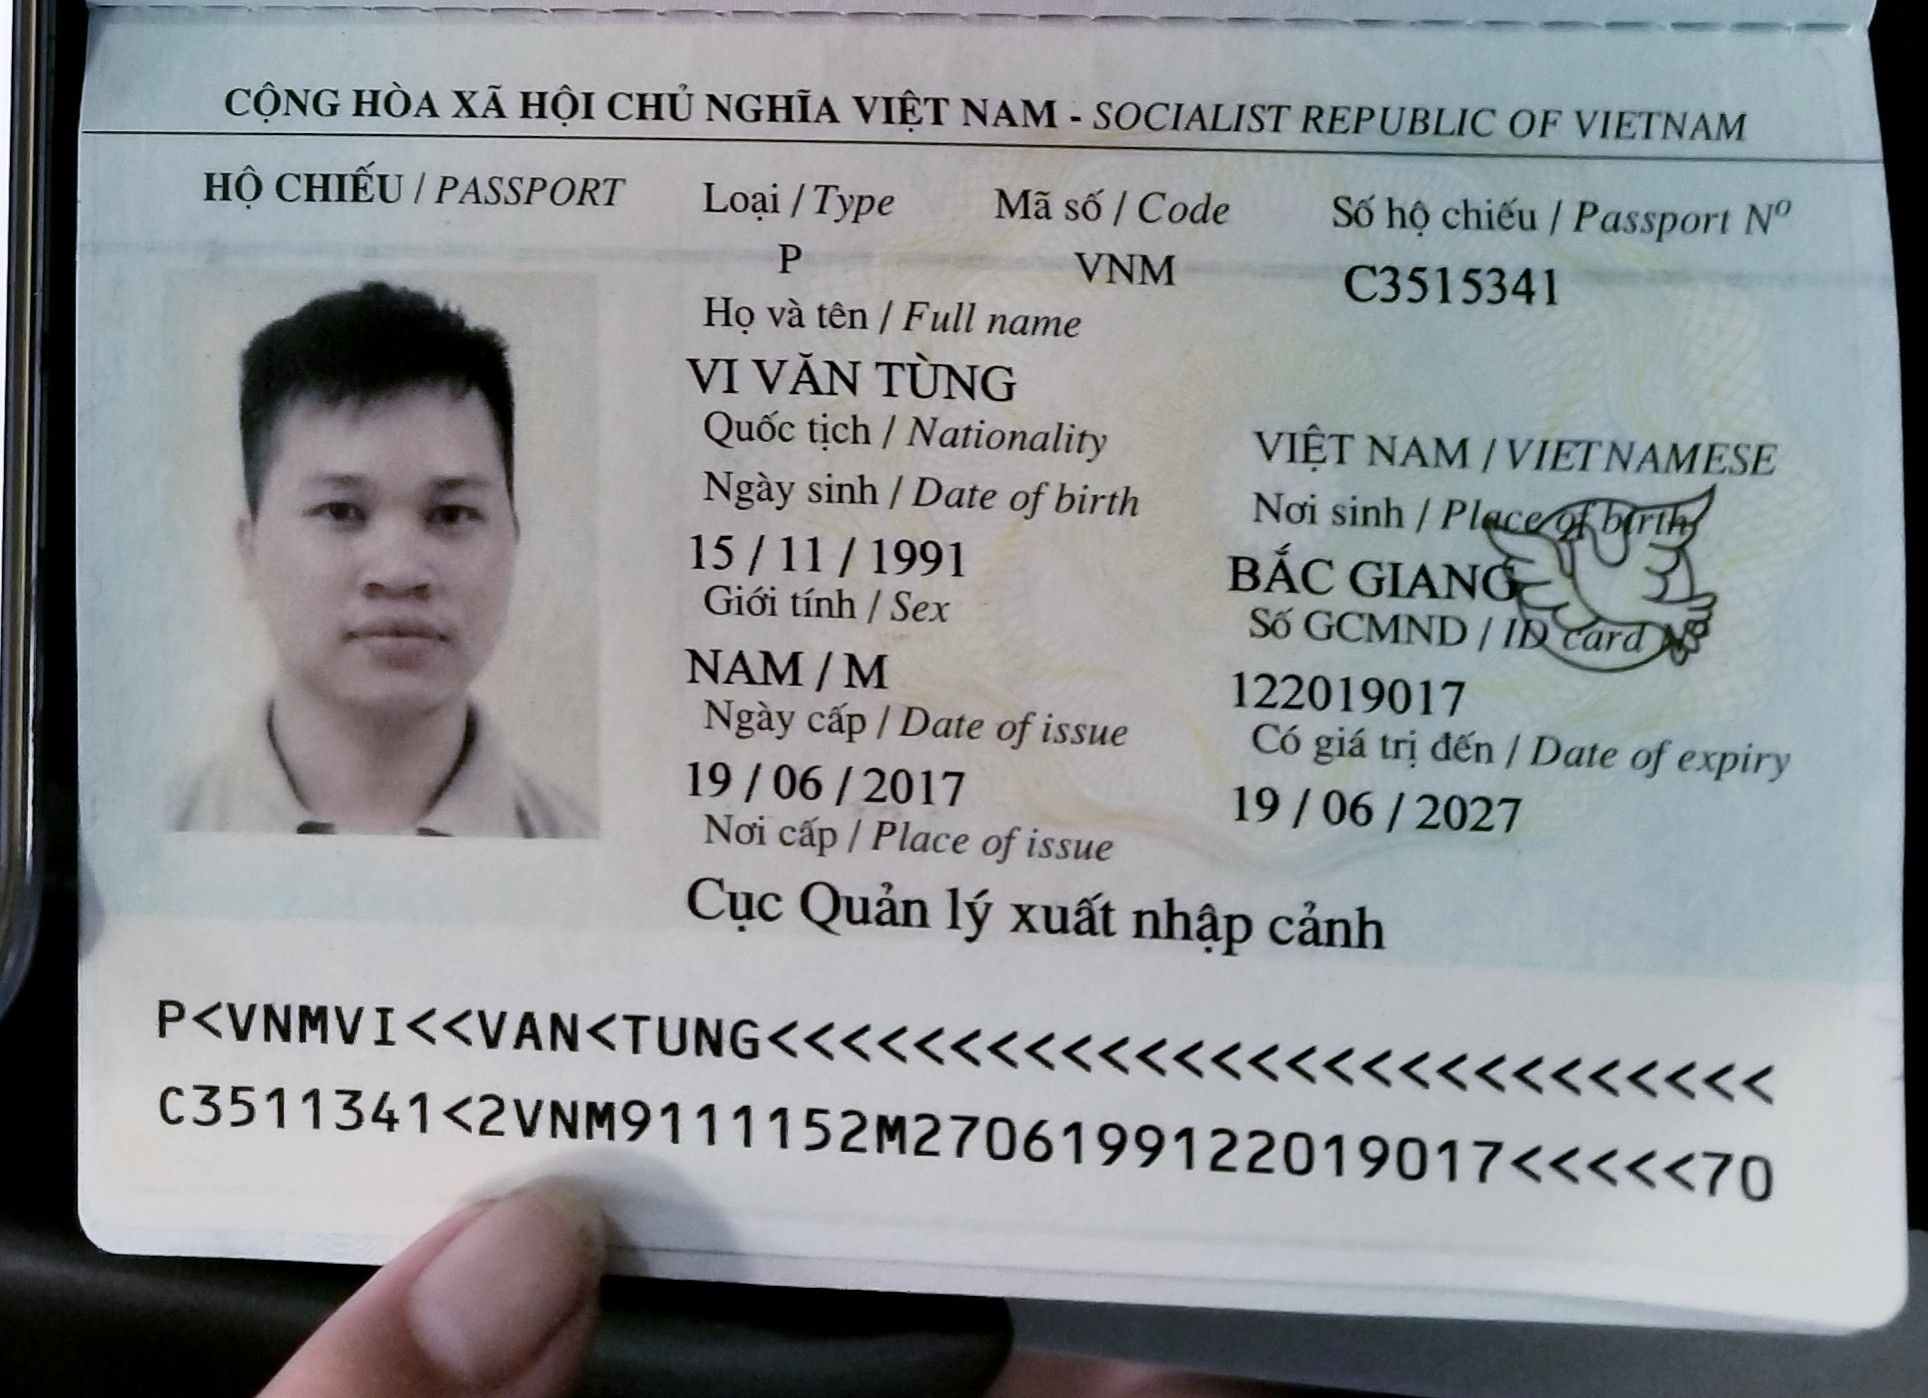 CỘNG HÒA XÃ HỘI CHỦ NGHĨA VIỆT NAM - SOCIALIST REPUBLIC OF VIETNAM
HỘ CHIẾU / PASSPORT Loại / Type Mã số / Code Số hộ chiếu / Passport Nº
P VNM C3515341
Họ và tên / Full name
VI VĂN TÙNG
Quốc tịch / Nationality VIỆT NAM / VIETNAMESE
Ngày sinh / Date of birth Nơi sinh / Place of birth
15 / 11 / 1991 BẮC GIANG
Giới tính / Sex Số GCMND / ID card Nº
NAM / M 122019017
Ngày cấp / Date of issue Có giá trị đến / Date of expiry
19 / 06 / 2017 19 / 06 / 2027
Nơi cấp / Place of issue
Cục Quản lý xuất nhập cảnh
P<VNMVI<<VAN<TUNG<<<<<<<<<<<<<<<<<<<<<<<<<<<
C3511341<2VNM9111152M2706199122019017<<<<<70